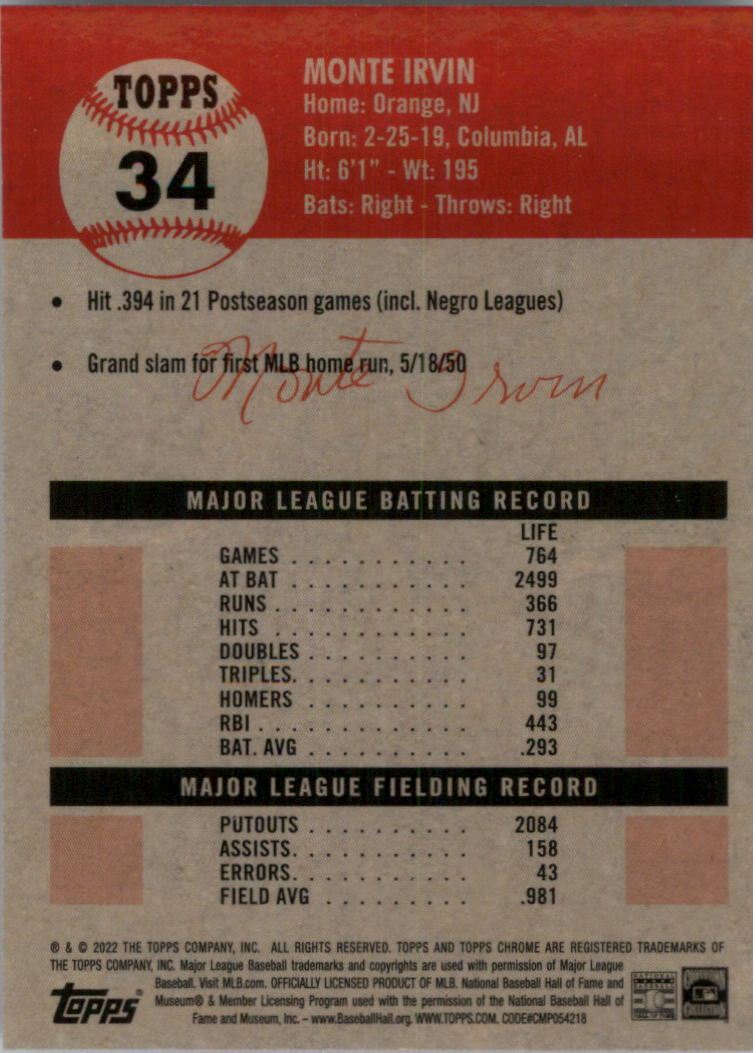 TOPPS
34
MONTE IRVIN
Home: Orange, NJ
Born: 2-25-19, Columbia, AL
Ht: 6'1" - Wt: 195
Bats: Right - Throws: Right
• Hit .394 in 21 Postseason games (incl. Negro Leagues)
• Grand slam for first MLB home run, 5/18/50
Monte Irvin
MAJOR LEAGUE BATTING RECORD
LIFE
GAMES . . . . . . . . . . . 764
AT BAT . . . . . . . . . . . 2499
RUNS . . . . . . . . . . . . 366
HITS . . . . . . . . . . . . 731
DOUBLES . . . . . . . . . . 97
TRIPLES. . . . . . . . . . . 31
HOMERS . . . . . . . . . . 99
RBI . . . . . . . . . . . . . 443
BAT. AVG . . . . . . . . . . .293
MAJOR LEAGUE FIELDING RECORD
PUTOUTS . . . . . . . . . . 2084
ASSISTS. . . . . . . . . . . 158
ERRORS. . . . . . . . . . . 43
FIELD AVG . . . . . . . . . .981
® & © 2022 THE TOPPS COMPANY, INC. ALL RIGHTS RESERVED. TOPPS AND TOPPS CHROME ARE REGISTERED TRADEMARKS OF
THE TOPPS COMPANY, INC. Major League Baseball trademarks and copyrights are used with permission of Major League
Baseball. Visit MLB.com. OFFICIALLY LICENSED PRODUCT OF MLB. National Baseball Hall of Fame and
Museum® & Member Licensing Program used with the permission of the National Baseball Hall of
Fame and Museum, Inc. – www.BaseballHall.org. WWW.TOPPS.COM. CODE#CMP054218
topps®